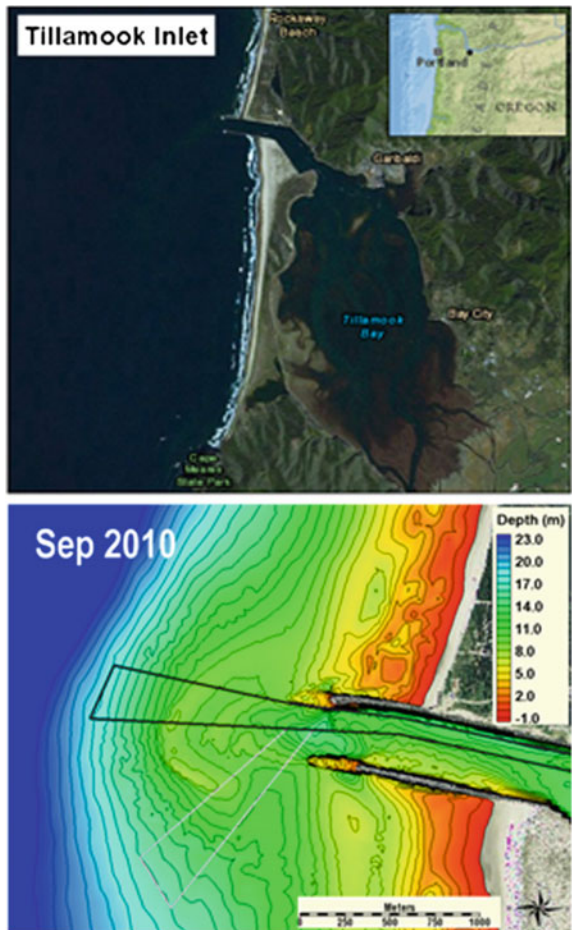 Tillamook Inlet
Rockaway
Beach
Portland
OREGON
Garibaldi
Tillamook
Bay
Bay City
Cape
Meares
State Park
Sep 2010
Depth (m)
23.0
20.0
17.0
14.0
11.0
8.0
5.0
2.0
-1.0
Meters
0 250 500 1000